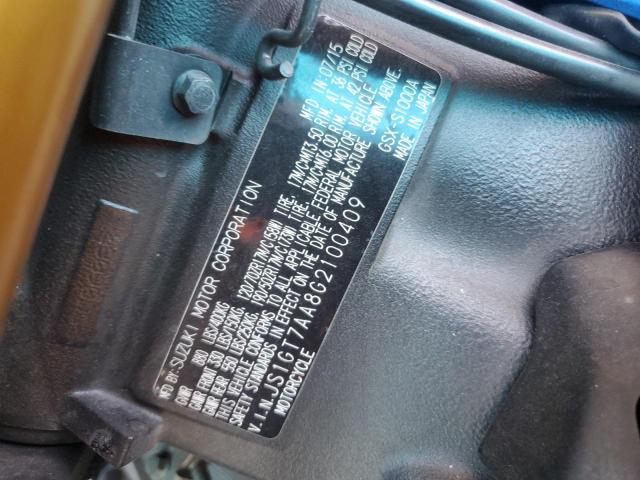 MFD BY:SUZUKI MOTOR CORPORATION MFD IN:07/15
GVWR 880 LBS/400KG
GAWR FRONT 330 LBS/150KG. 120/70ZR17M/C(58W) TIRE. 17M/C×MT3.50 RIM. AT 36 PSI COLD
GAWR REAR 550 LBS/250KG. 190/50ZR17M/C(73W) TIRE. 17M/C×MT6.00 RIM. AT 42 PSI COLD
THIS VEHICLE CONFORMS TO ALL APPLICABLE FEDERAL MOTOR VEHICLE
SAFETY STANDARDS IN EFFECT ON THE DATE OF MANUFACTURE SHOWN ABOVE.
V.I.N.JS1GT7AA8G2100409 GSX-S1000A
MOTORCYCLE MADE IN JAPAN